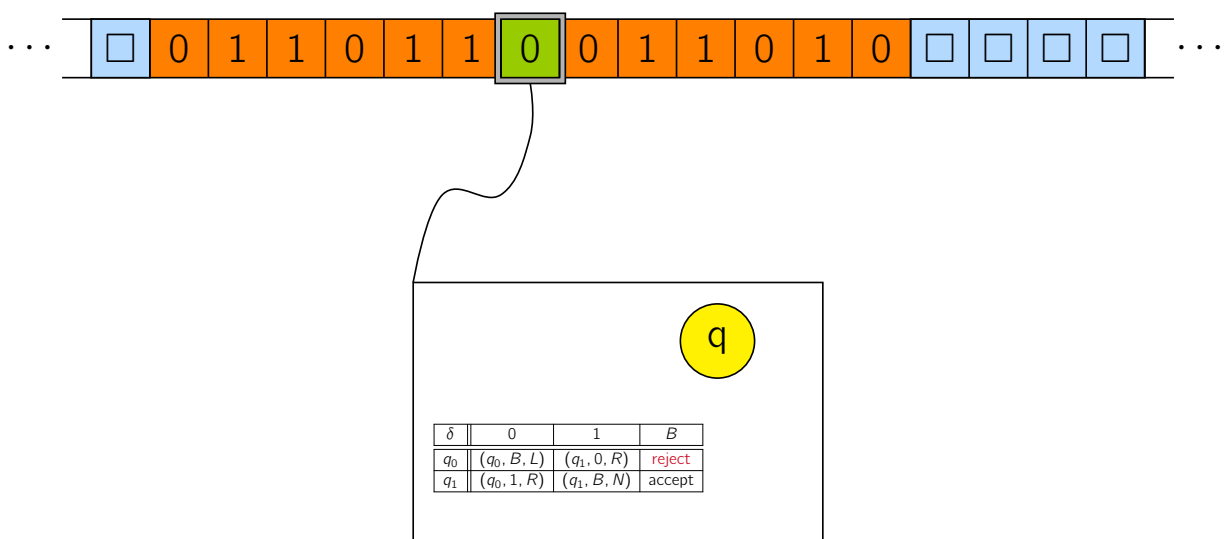 ··· □ 0 1 1 0 1 1 0 0 1 1 0 1 0 □ □ □ □ ···
q
δ 0 1 B
q₀ (q₀, B, L) (q₁, 0, R) reject
q₁ (q₀, 1, R) (q₁, B, N) accept